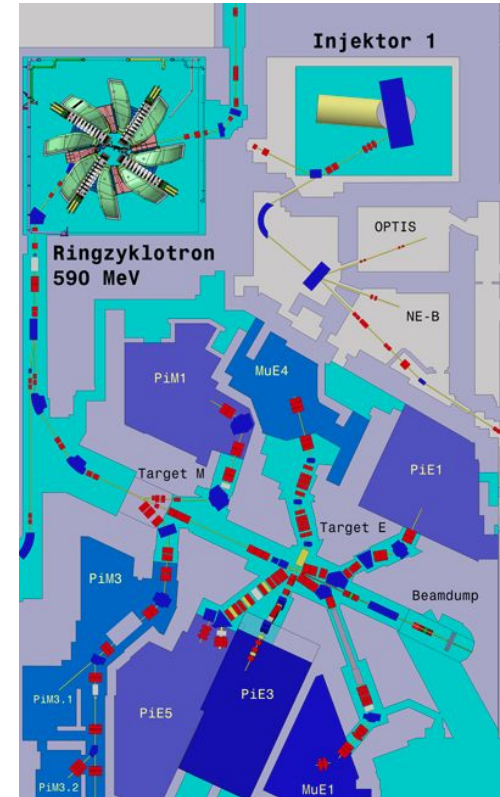 Injektor 1
OPTIS
Ringzyklotron
590 MeV
NE-B
PiM1
MuE4
PiE1
Target M
Target E
PiM3
Beamdump
PiM3.1
PiE5
PiE3
PiM3.2
MuE1